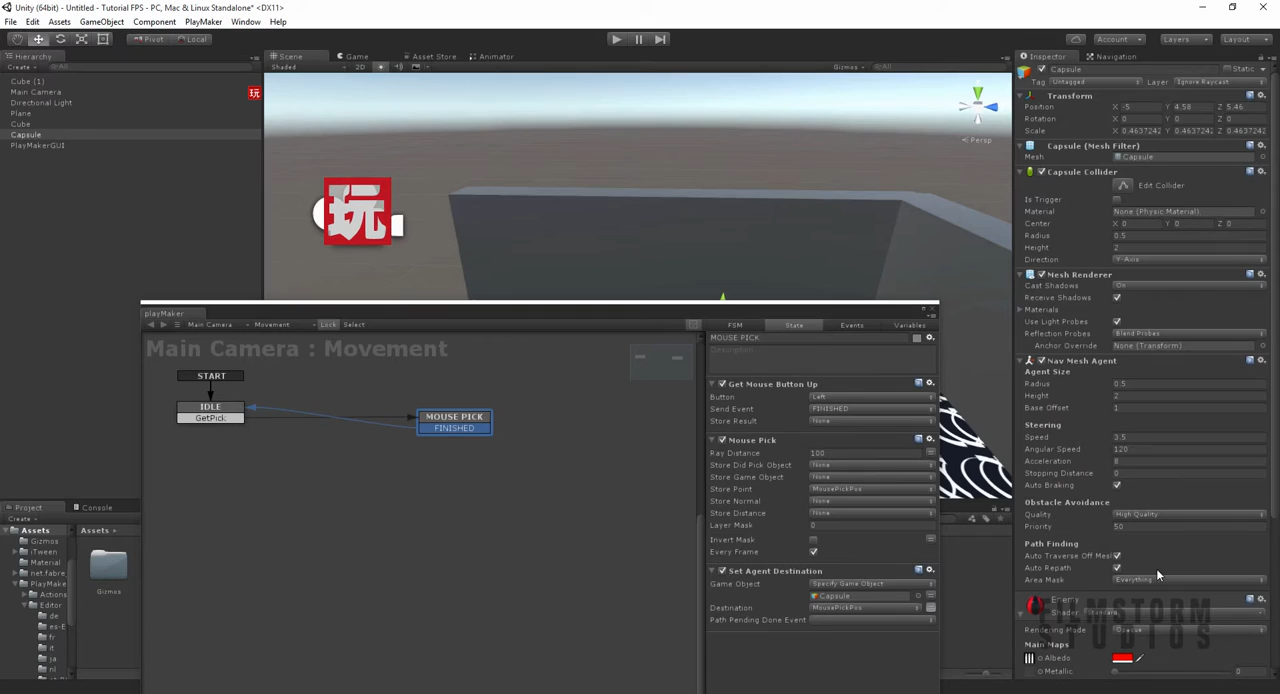 Unity (64bit) - Untitled - Tutorial FPS - PC, Mac & Linux Standalone* <DX11>
File Edit Assets GameObject Component PlayMaker Window Help
Pivot Local Account Layers Layout
Hierarchy
Create All
Cube (1)
Main Camera
玩
Directional Light
Plane
Cube
Capsule
PlayMakerGUI
Scene Game Asset Store Animator
Shaded 2D Gizmos All
Persp
玩
Inspector Navigation
Capsule Static
Tag Untagged Layer Ignore Raycast
Transform
Position X -5 Y 4.58 Z 5.46
Rotation X 0 Y 0 Z 0
Scale X 0.4637242 Y 0.4637242 Z 0.4637242
Capsule (Mesh Filter)
Mesh Capsule
Capsule Collider
Edit Collider
Is Trigger
Material None (Physic Material)
Center X 0 Y 0 Z 0
Radius 0.5
Height 2
Direction Y-Axis
Mesh Renderer
Cast Shadows On
Receive Shadows
Materials
Use Light Probes
Reflection Probes Blend Probes
Anchor Override None (Transform)
Nav Mesh Agent
Agent Size
Radius 0.5
Height 2
Base Offset 1
Steering
Speed 3.5
Angular Speed 120
Acceleration 8
Stopping Distance 0
Auto Braking
Obstacle Avoidance
Quality High Quality
Priority 50
Path Finding
Auto Traverse Off Mesl
Auto Repath
Area Mask Everything
Enemy
Shader Standard
Rendering Mode Opaque
Main Maps
Albedo
Metallic 0
FILMSTORM
STUDIOS
playMaker
Main Camera Movement Lock Select
Main Camera : Movement
START
IDLE
GetPick
MOUSE PICK
FINISHED
FSM State Events Variables
MOUSE PICK
Description...
Get Mouse Button Up
Button Left
Send Event FINISHED
Store Result None
Mouse Pick
Ray Distance 100
Store Did Pick Object None
Store Game Object None
Store Point MousePickPos
Store Normal None
Store Distance None
Layer Mask 0
Invert Mask
Every Frame
Set Agent Destination
Game Object Specify Game Object
Capsule
Destination MousePickPos
Path Pending Done Event
Project Console
Create
Assets
Gizmos
iTween
Material
net.fabre
PlayMake
Actions
Editor
de
es-E
fr
it
ja
nl
Assets
Gizmos